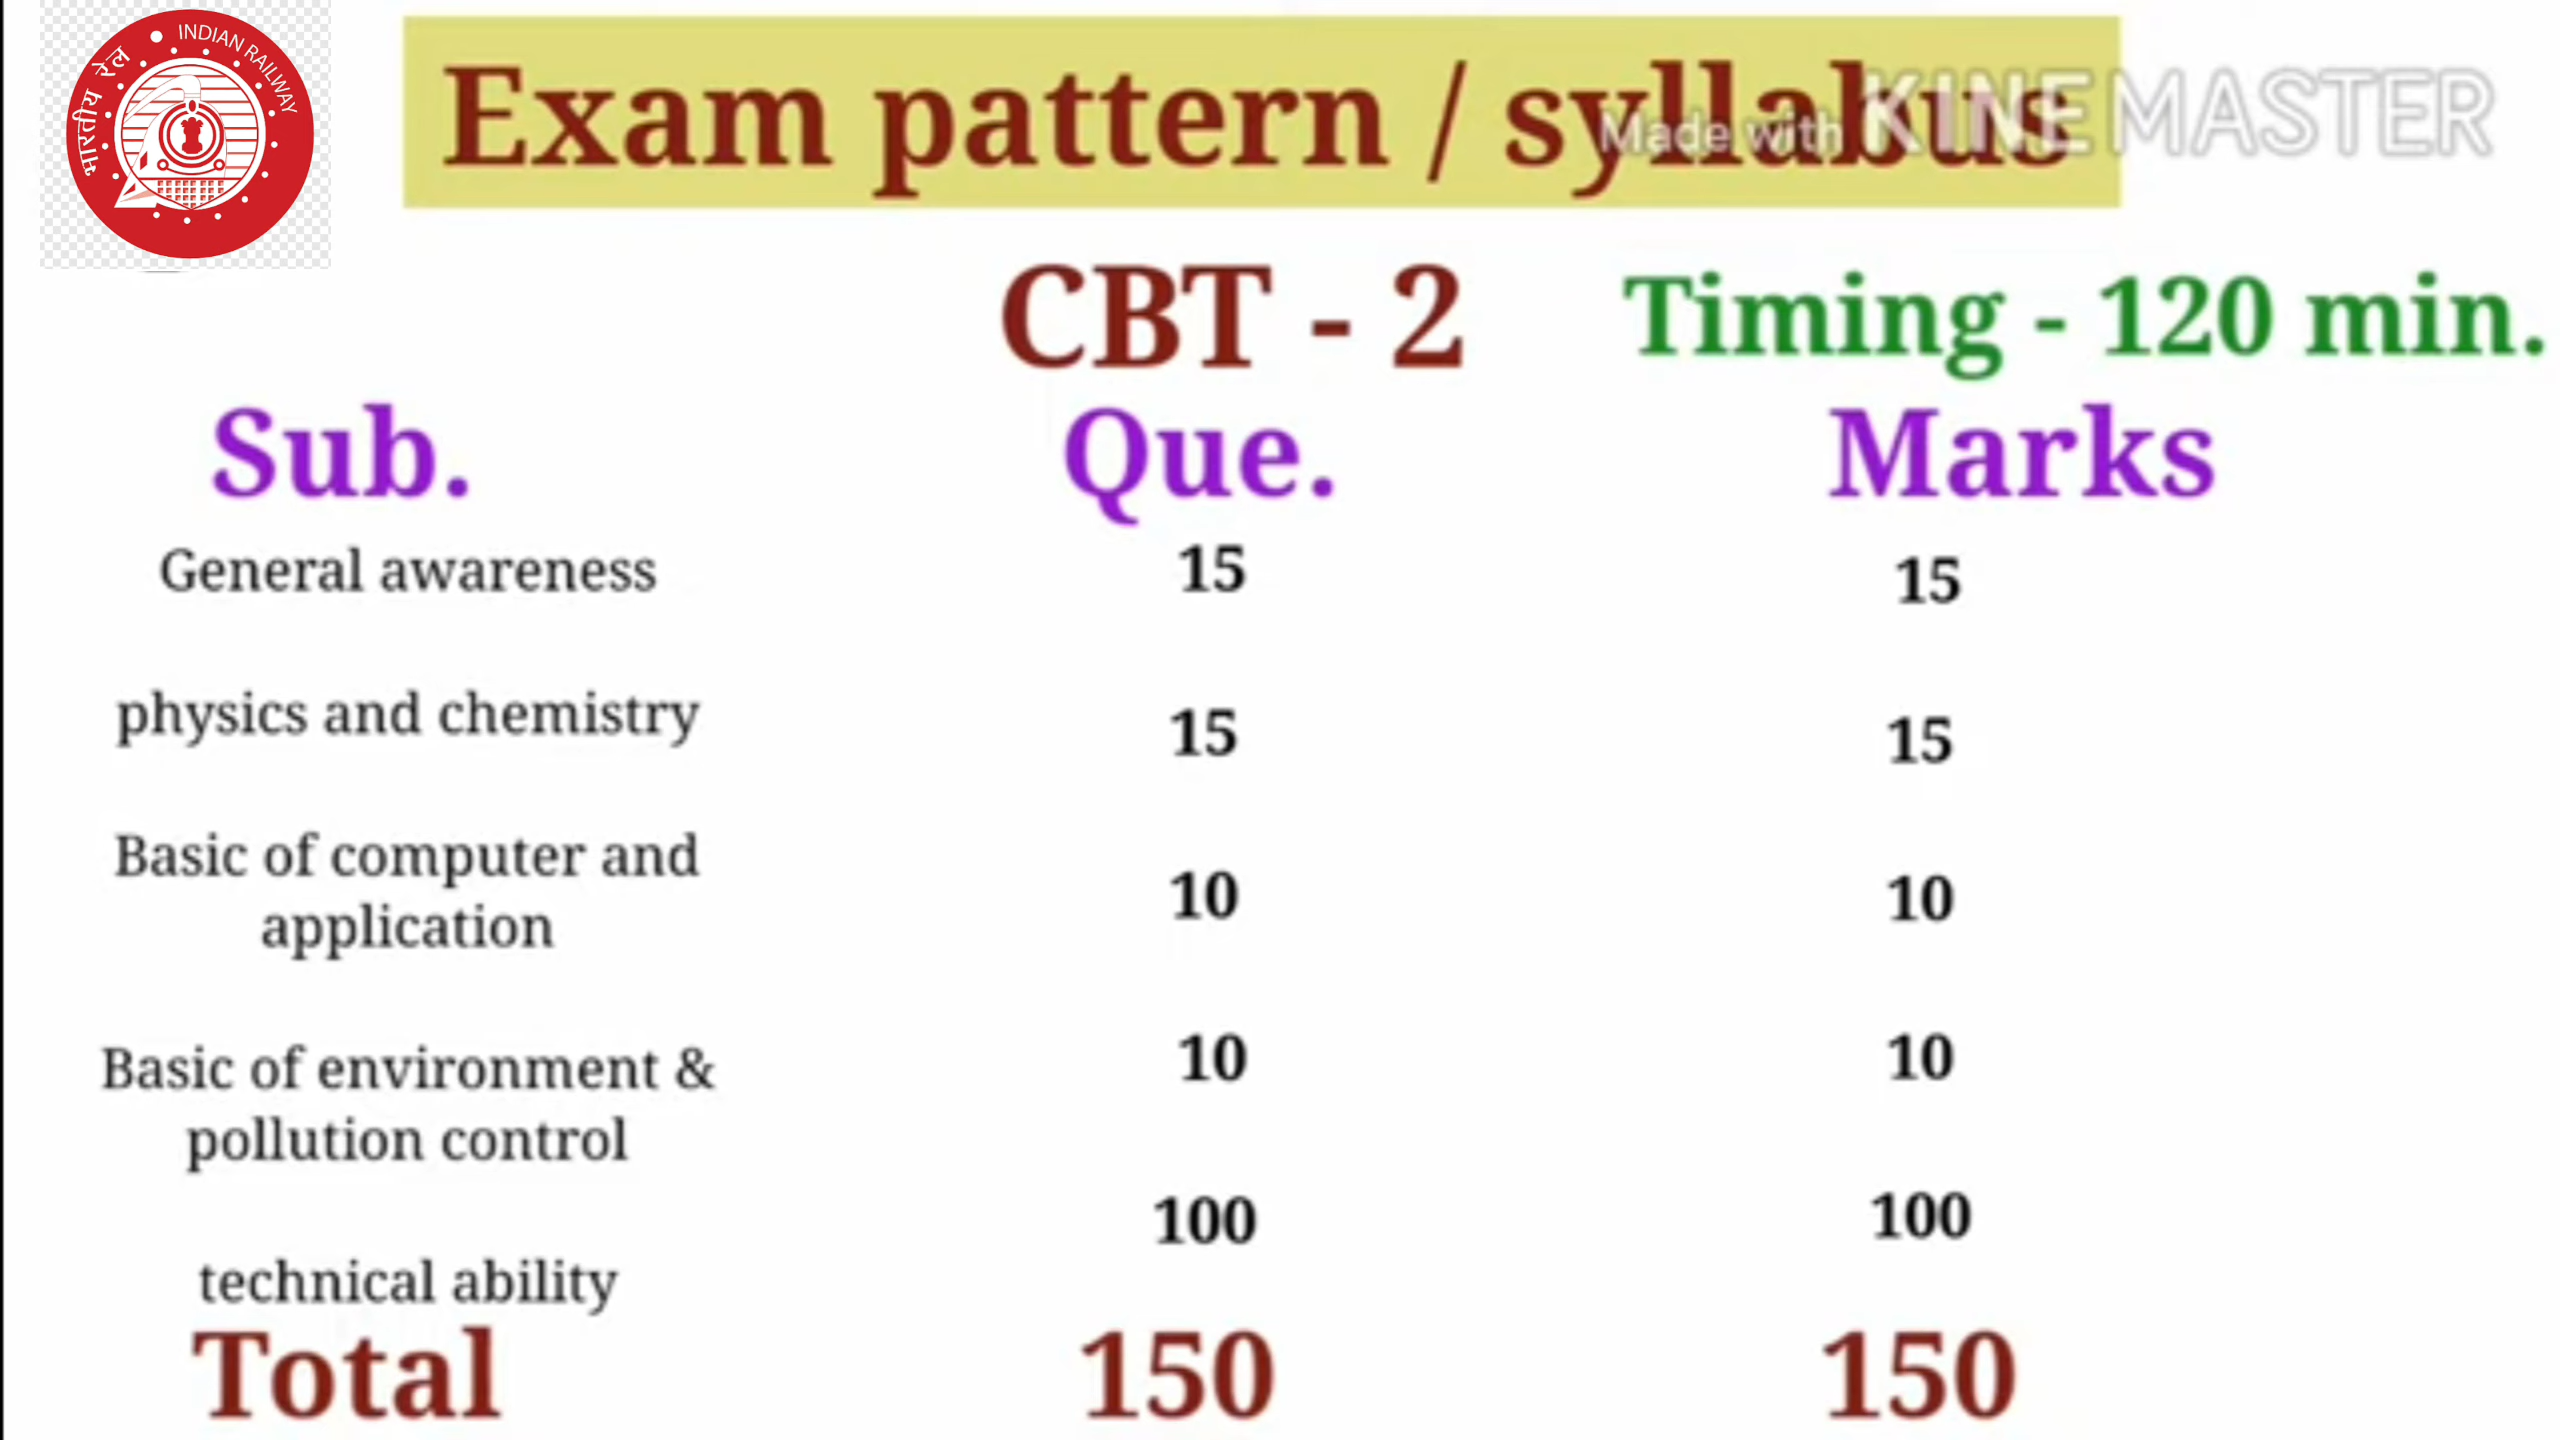 भारतीय रेल
INDIAN RAILWAY
Exam pattern / syllabus
Made with KINEMASTER
CBT - 2
Timing - 120 min.
Sub.
Que.
Marks
General awareness
15
15
physics and chemistry
15
15
Basic of computer and
application
10
10
Basic of environment &
pollution control
10
10
technical ability
100
100
Total
150
150